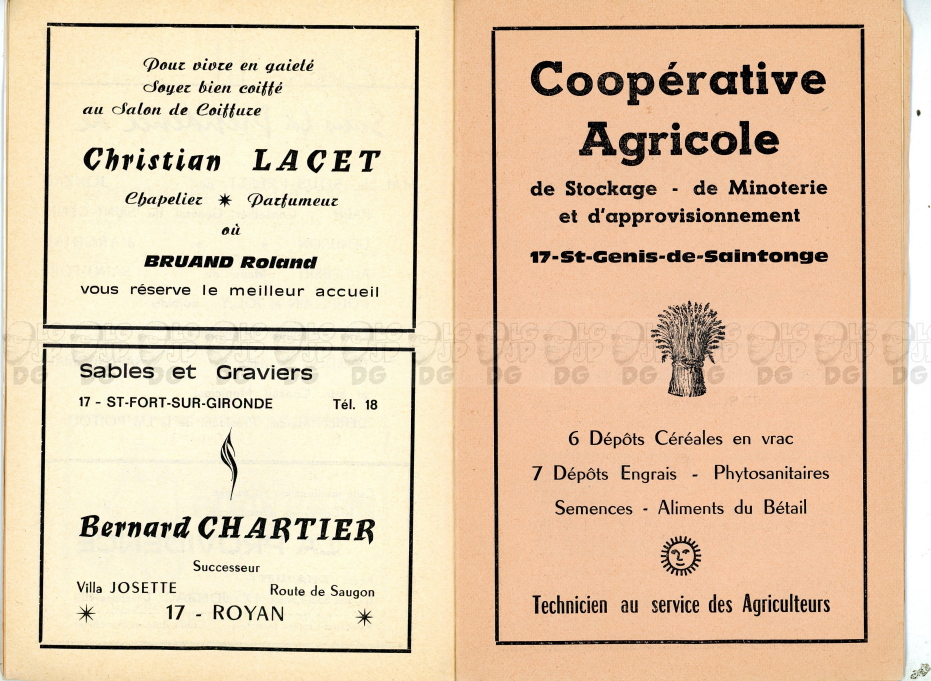 Pour vivre en gaieté
Soyez bien coiffé
au Salon de Coiffure
Christian LACET
Chapelier ✷ Parfumeur
où
BRUAND Roland
vous réserve le meilleur accueil
Sables et Graviers
17 - ST-FORT-SUR-GIRONDE Tél. 18
Bernard CHARTIER
Successeur
Villa JOSETTE Route de Saugon
17 - ROYAN
Coopérative
Agricole
de Stockage - de Minoterie
et d'approvisionnement
17-St-Genis-de-Saintonge
6 Dépôts Céréales en vrac
7 Dépôts Engrais - Phytosanitaires
Semences - Aliments du Bétail
Technicien au service des Agriculteurs